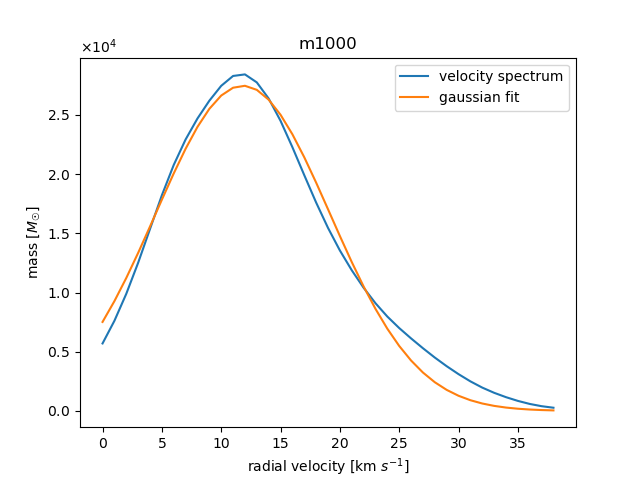 m1000
×10⁴
velocity spectrum
gaussian fit
2.5
2.0
1.5
1.0
0.5
0.0
mass [M☉]
0 5 10 15 20 25 30 35
radial velocity [km s⁻¹]